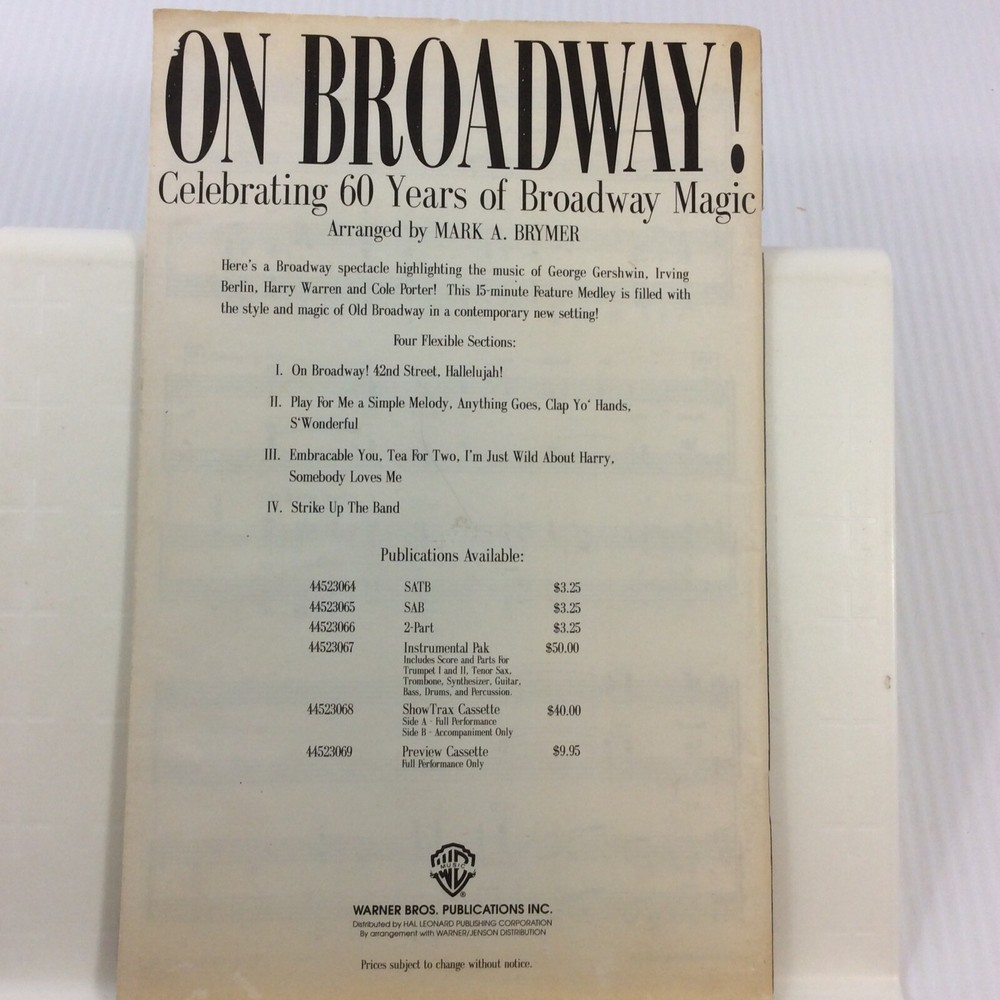 ON BROADWAY!
Celebrating 60 Years of Broadway Magic
Arranged by MARK A. BRYMER
Here's a Broadway spectacle highlighting the music of George Gershwin, Irving
Berlin, Harry Warren and Cole Porter! This 15-minute Feature Medley is filled with
the style and magic of Old Broadway in a contemporary new setting!
Four Flexible Sections:
I. On Broadway! 42nd Street, Hallelujah!
II. Play For Me a Simple Melody, Anything Goes, Clap Yo' Hands,
S'Wonderful
III. Embracable You, Tea For Two, I'm Just Wild About Harry,
Somebody Loves Me
IV. Strike Up The Band
Publications Available:
44523064 SATB $3.25
44523065 SAB $3.25
44523066 2-Part $3.25
44523067 Instrumental Pak $50.00
Includes Score and Parts For
Trumpet I and II, Tenor Sax,
Trombone, Synthesizer, Guitar,
Bass, Drums, and Percussion.
44523068 ShowTrax Cassette $40.00
Side A - Full Performance
Side B - Accompaniment Only
44523069 Preview Cassette $9.95
Full Performance Only
WB
MUSIC
®
WARNER BROS. PUBLICATIONS INC.
Distributed by HAL LEONARD PUBLISHING CORPORATION
By arrangement with WARNER/JENSON DISTRIBUTION
Prices subject to change without notice.